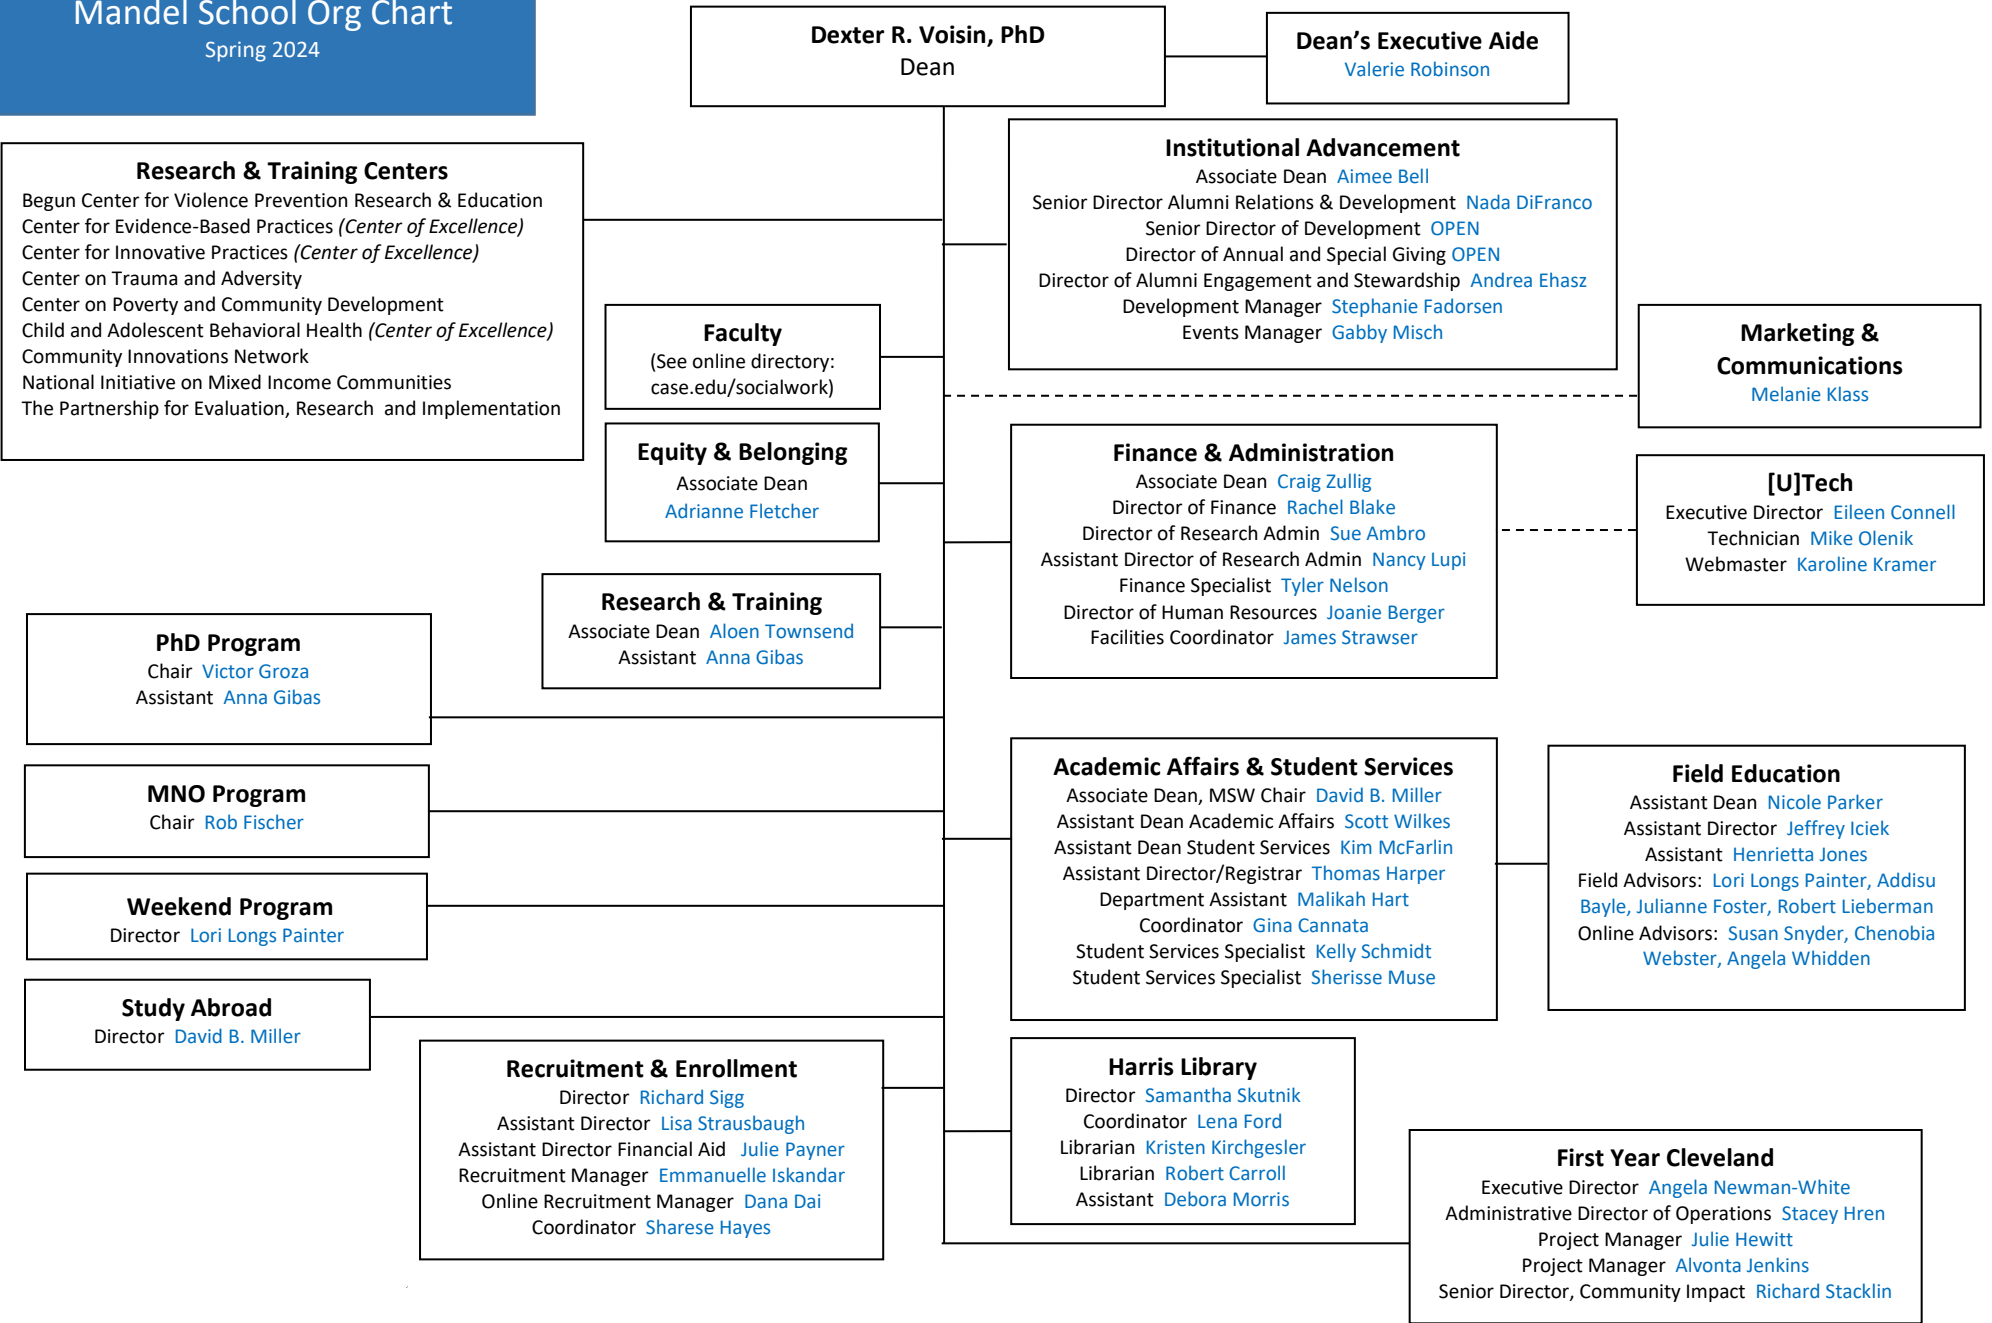 Mandel School Org Chart
Spring 2024
Dexter R. Voisin, PhD
Dean
Dean's Executive Aide
Valerie Robinson
Research & Training Centers
Begun Center for Violence Prevention Research & Education
Center for Evidence-Based Practices (Center of Excellence)
Center for Innovative Practices (Center of Excellence)
Center on Trauma and Adversity
Center on Poverty and Community Development
Child and Adolescent Behavioral Health (Center of Excellence)
Community Innovations Network
National Initiative on Mixed Income Communities
The Partnership for Evaluation, Research and Implementation
Institutional Advancement
Associate Dean Aimee Bell
Senior Director Alumni Relations & Development Nada DiFranco
Senior Director of Development OPEN
Director of Annual and Special Giving OPEN
Director of Alumni Engagement and Stewardship Andrea Ehasz
Development Manager Stephanie Fadorsen
Events Manager Gabby Misch
Faculty
(See online directory:
case.edu/socialwork)
Marketing &
Communications
Melanie Klass
Equity & Belonging
Associate Dean
Adrianne Fletcher
Finance & Administration
Associate Dean Craig Zullig
Director of Finance Rachel Blake
Director of Research Admin Sue Ambro
Assistant Director of Research Admin Nancy Lupi
Finance Specialist Tyler Nelson
Director of Human Resources Joanie Berger
Facilities Coordinator James Strawser
[U]Tech
Executive Director Eileen Connell
Technician Mike Olenik
Webmaster Karoline Kramer
Research & Training
Associate Dean Aloen Townsend
Assistant Anna Gibas
PhD Program
Chair Victor Groza
Assistant Anna Gibas
MNO Program
Chair Rob Fischer
Weekend Program
Director Lori Longs Painter
Study Abroad
Director David B. Miller
Academic Affairs & Student Services
Associate Dean, MSW Chair David B. Miller
Assistant Dean Academic Affairs Scott Wilkes
Assistant Dean Student Services Kim McFarlin
Assistant Director/Registrar Thomas Harper
Department Assistant Malikah Hart
Coordinator Gina Cannata
Student Services Specialist Kelly Schmidt
Student Services Specialist Sherisse Muse
Field Education
Assistant Dean Nicole Parker
Assistant Director Jeffrey Iciek
Assistant Henrietta Jones
Field Advisors: Lori Longs Painter, Addisu
Bayle, Julianne Foster, Robert Lieberman
Online Advisors: Susan Snyder, Chenobia
Webster, Angela Whidden
Recruitment & Enrollment
Director Richard Sigg
Assistant Director Lisa Strausbaugh
Assistant Director Financial Aid Julie Payner
Recruitment Manager Emmanuelle Iskandar
Online Recruitment Manager Dana Dai
Coordinator Sharese Hayes
Harris Library
Director Samantha Skutnik
Coordinator Lena Ford
Librarian Kristen Kirchgesler
Librarian Robert Carroll
Assistant Debora Morris
First Year Cleveland
Executive Director Angela Newman-White
Administrative Director of Operations Stacey Hren
Project Manager Julie Hewitt
Project Manager Alvonta Jenkins
Senior Director, Community Impact Richard Stacklin